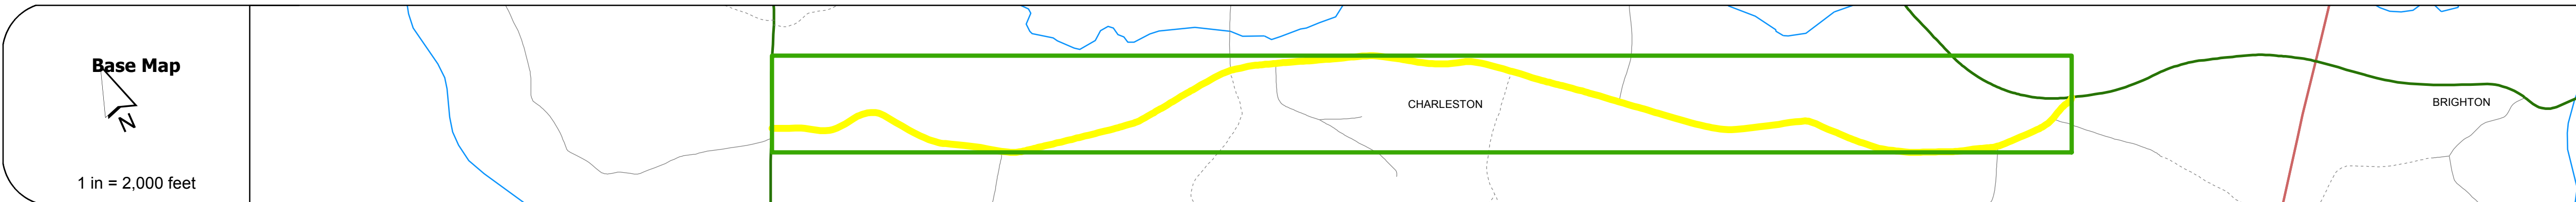 Base Map
N
1 in = 2,000 feet
CHARLESTON
BRIGHTON